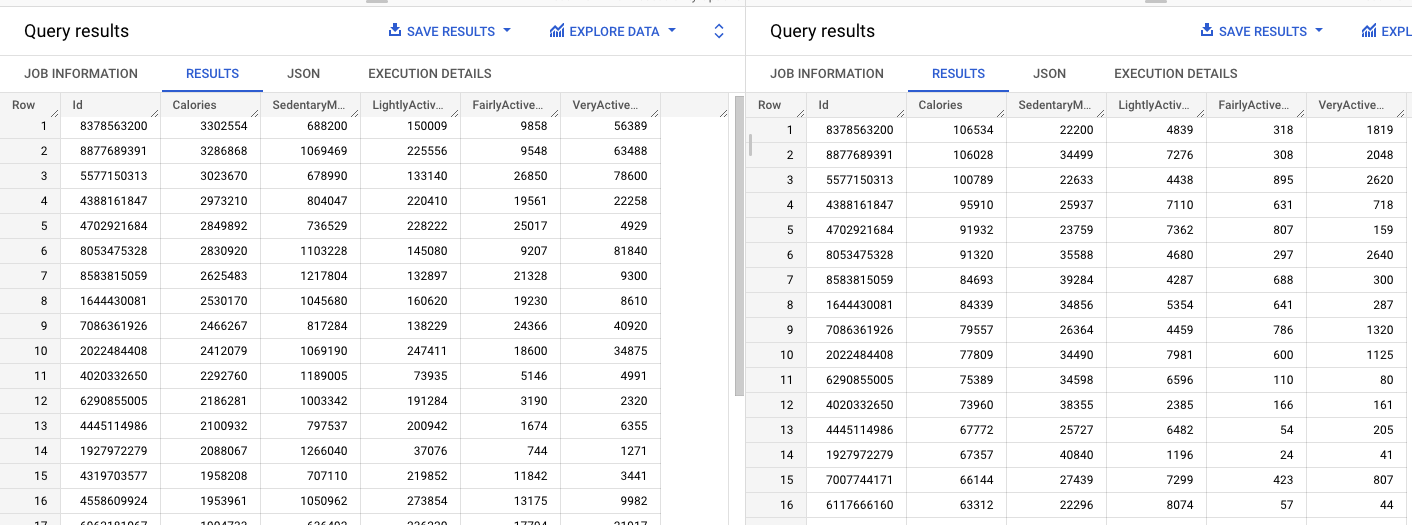 Query results SAVE RESULTS EXPLORE DATA
JOB INFORMATION RESULTS JSON EXECUTION DETAILS
Row Id Calories SedentaryM... LightlyActiv... FairlyActive... VeryActive...
1 8378563200 3302554 688200 150009 9858 56389
2 8877689391 3286868 1069469 225556 9548 63488
3 5577150313 3023670 678990 133140 26850 78600
4 4388161847 2973210 804047 220410 19561 22258
5 4702921684 2849892 736529 228222 25017 4929
6 8053475328 2830920 1103228 145080 9207 81840
7 8583815059 2625483 1217804 132897 21328 9300
8 1644430081 2530170 1045680 160620 19230 8610
9 7086361926 2466267 817284 138229 24366 40920
10 2022484408 2412079 1069190 247411 18600 34875
11 4020332650 2292760 1189005 73935 5146 4991
12 6290855005 2186281 1003342 191284 3190 2320
13 4445114986 2100932 797537 200942 1674 6355
14 1927972279 2088067 1266040 37076 744 1271
15 4319703577 1958208 707110 219852 11842 3441
16 4558609924 1953961 1050962 273854 13175 9982
Query results SAVE RESULTS EXPL
JOB INFORMATION RESULTS JSON EXECUTION DETAILS
Row Id Calories SedentaryM... LightlyActiv... FairlyActive... VeryActive...
1 8378563200 106534 22200 4839 318 1819
2 8877689391 106028 34499 7276 308 2048
3 5577150313 100789 22633 4438 895 2620
4 4388161847 95910 25937 7110 631 718
5 4702921684 91932 23759 7362 807 159
6 8053475328 91320 35588 4680 297 2640
7 8583815059 84693 39284 4287 688 300
8 1644430081 84339 34856 5354 641 287
9 7086361926 79557 26364 4459 786 1320
10 2022484408 77809 34490 7981 600 1125
11 6290855005 75389 34598 6596 110 80
12 4020332650 73960 38355 2385 166 161
13 4445114986 67772 25727 6482 54 205
14 1927972279 67357 40840 1196 24 41
15 7007744171 66144 27439 7299 423 807
16 6117666160 63312 22296 8074 57 44